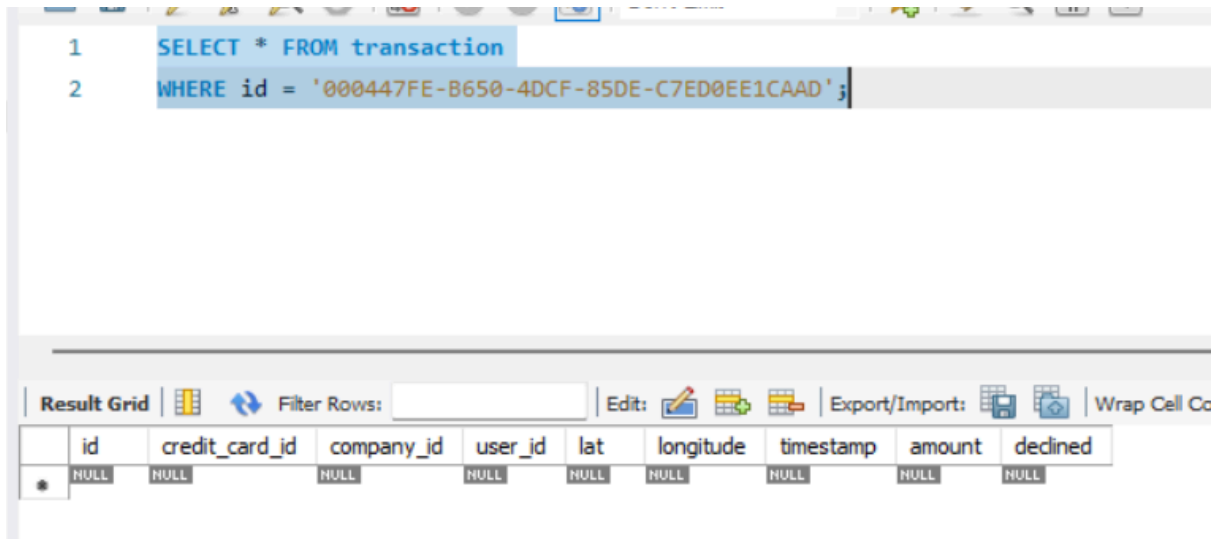 1 SELECT * FROM transaction
2 WHERE id = '000447FE-B650-4DCF-85DE-C7ED0EE1CAAD';
Result Grid Filter Rows: Edit: Export/Import: Wrap Cell Co
id credit_card_id company_id user_id lat longitude timestamp amount declined
NULL NULL NULL NULL NULL NULL NULL NULL NULL